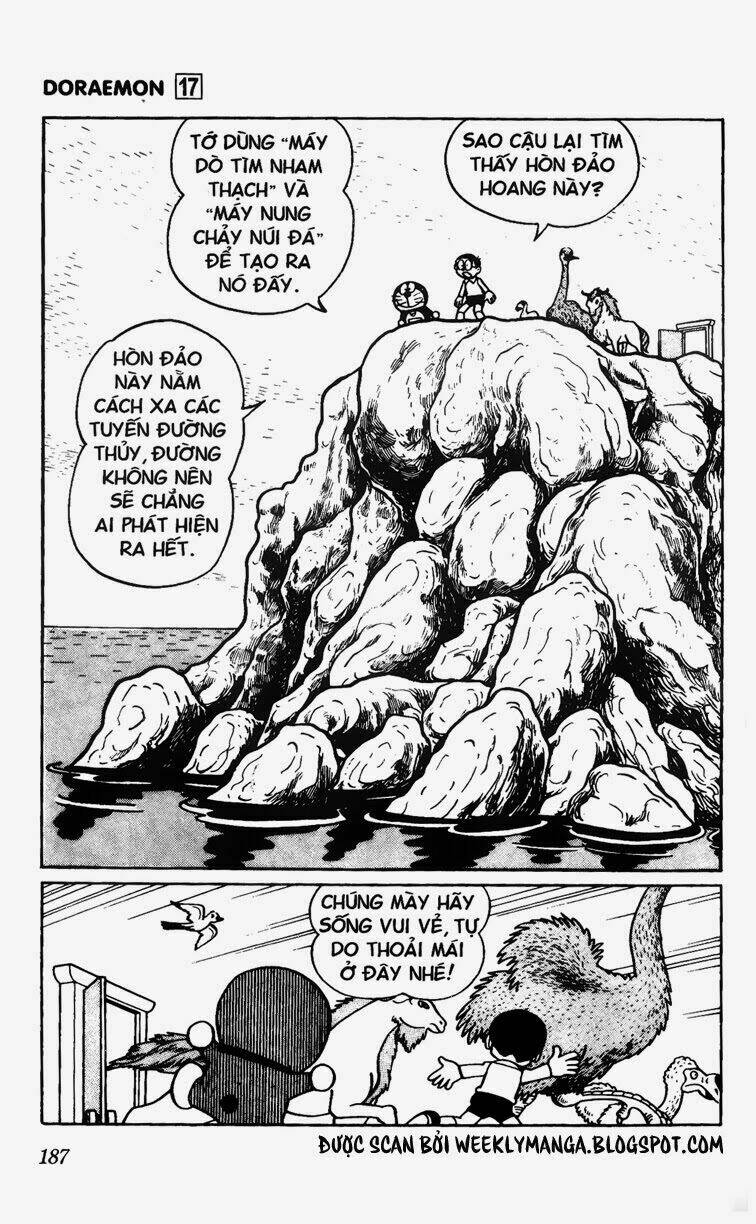 DORAEMON 17
SAO CẬU LẠI TÌM
THẤY HÒN ĐẢO
HOANG NÀY?
TỚ DÙNG “MÁY
DÒ TÌM NHAM
THẠCH” VÀ
“MÁY NUNG
CHẢY NÚI ĐÁ”
ĐỂ TẠO RA
NÓ ĐẤY.
HÒN ĐẢO
NÀY NẰM
CÁCH XA CÁC
TUYẾN ĐƯỜNG
THỦY, ĐƯỜNG
KHÔNG NÊN
SẼ CHẲNG
AI PHÁT HIỆN
RA HẾT.
CHÚNG MÀY HÃY
SỐNG VUI VẺ, TỰ
DO THOẢI MÁI
Ở ĐÂY NHÉ!
187
ĐƯỢC SCAN BỞI WEEKLYMANGA.BLOGSPOT.COM